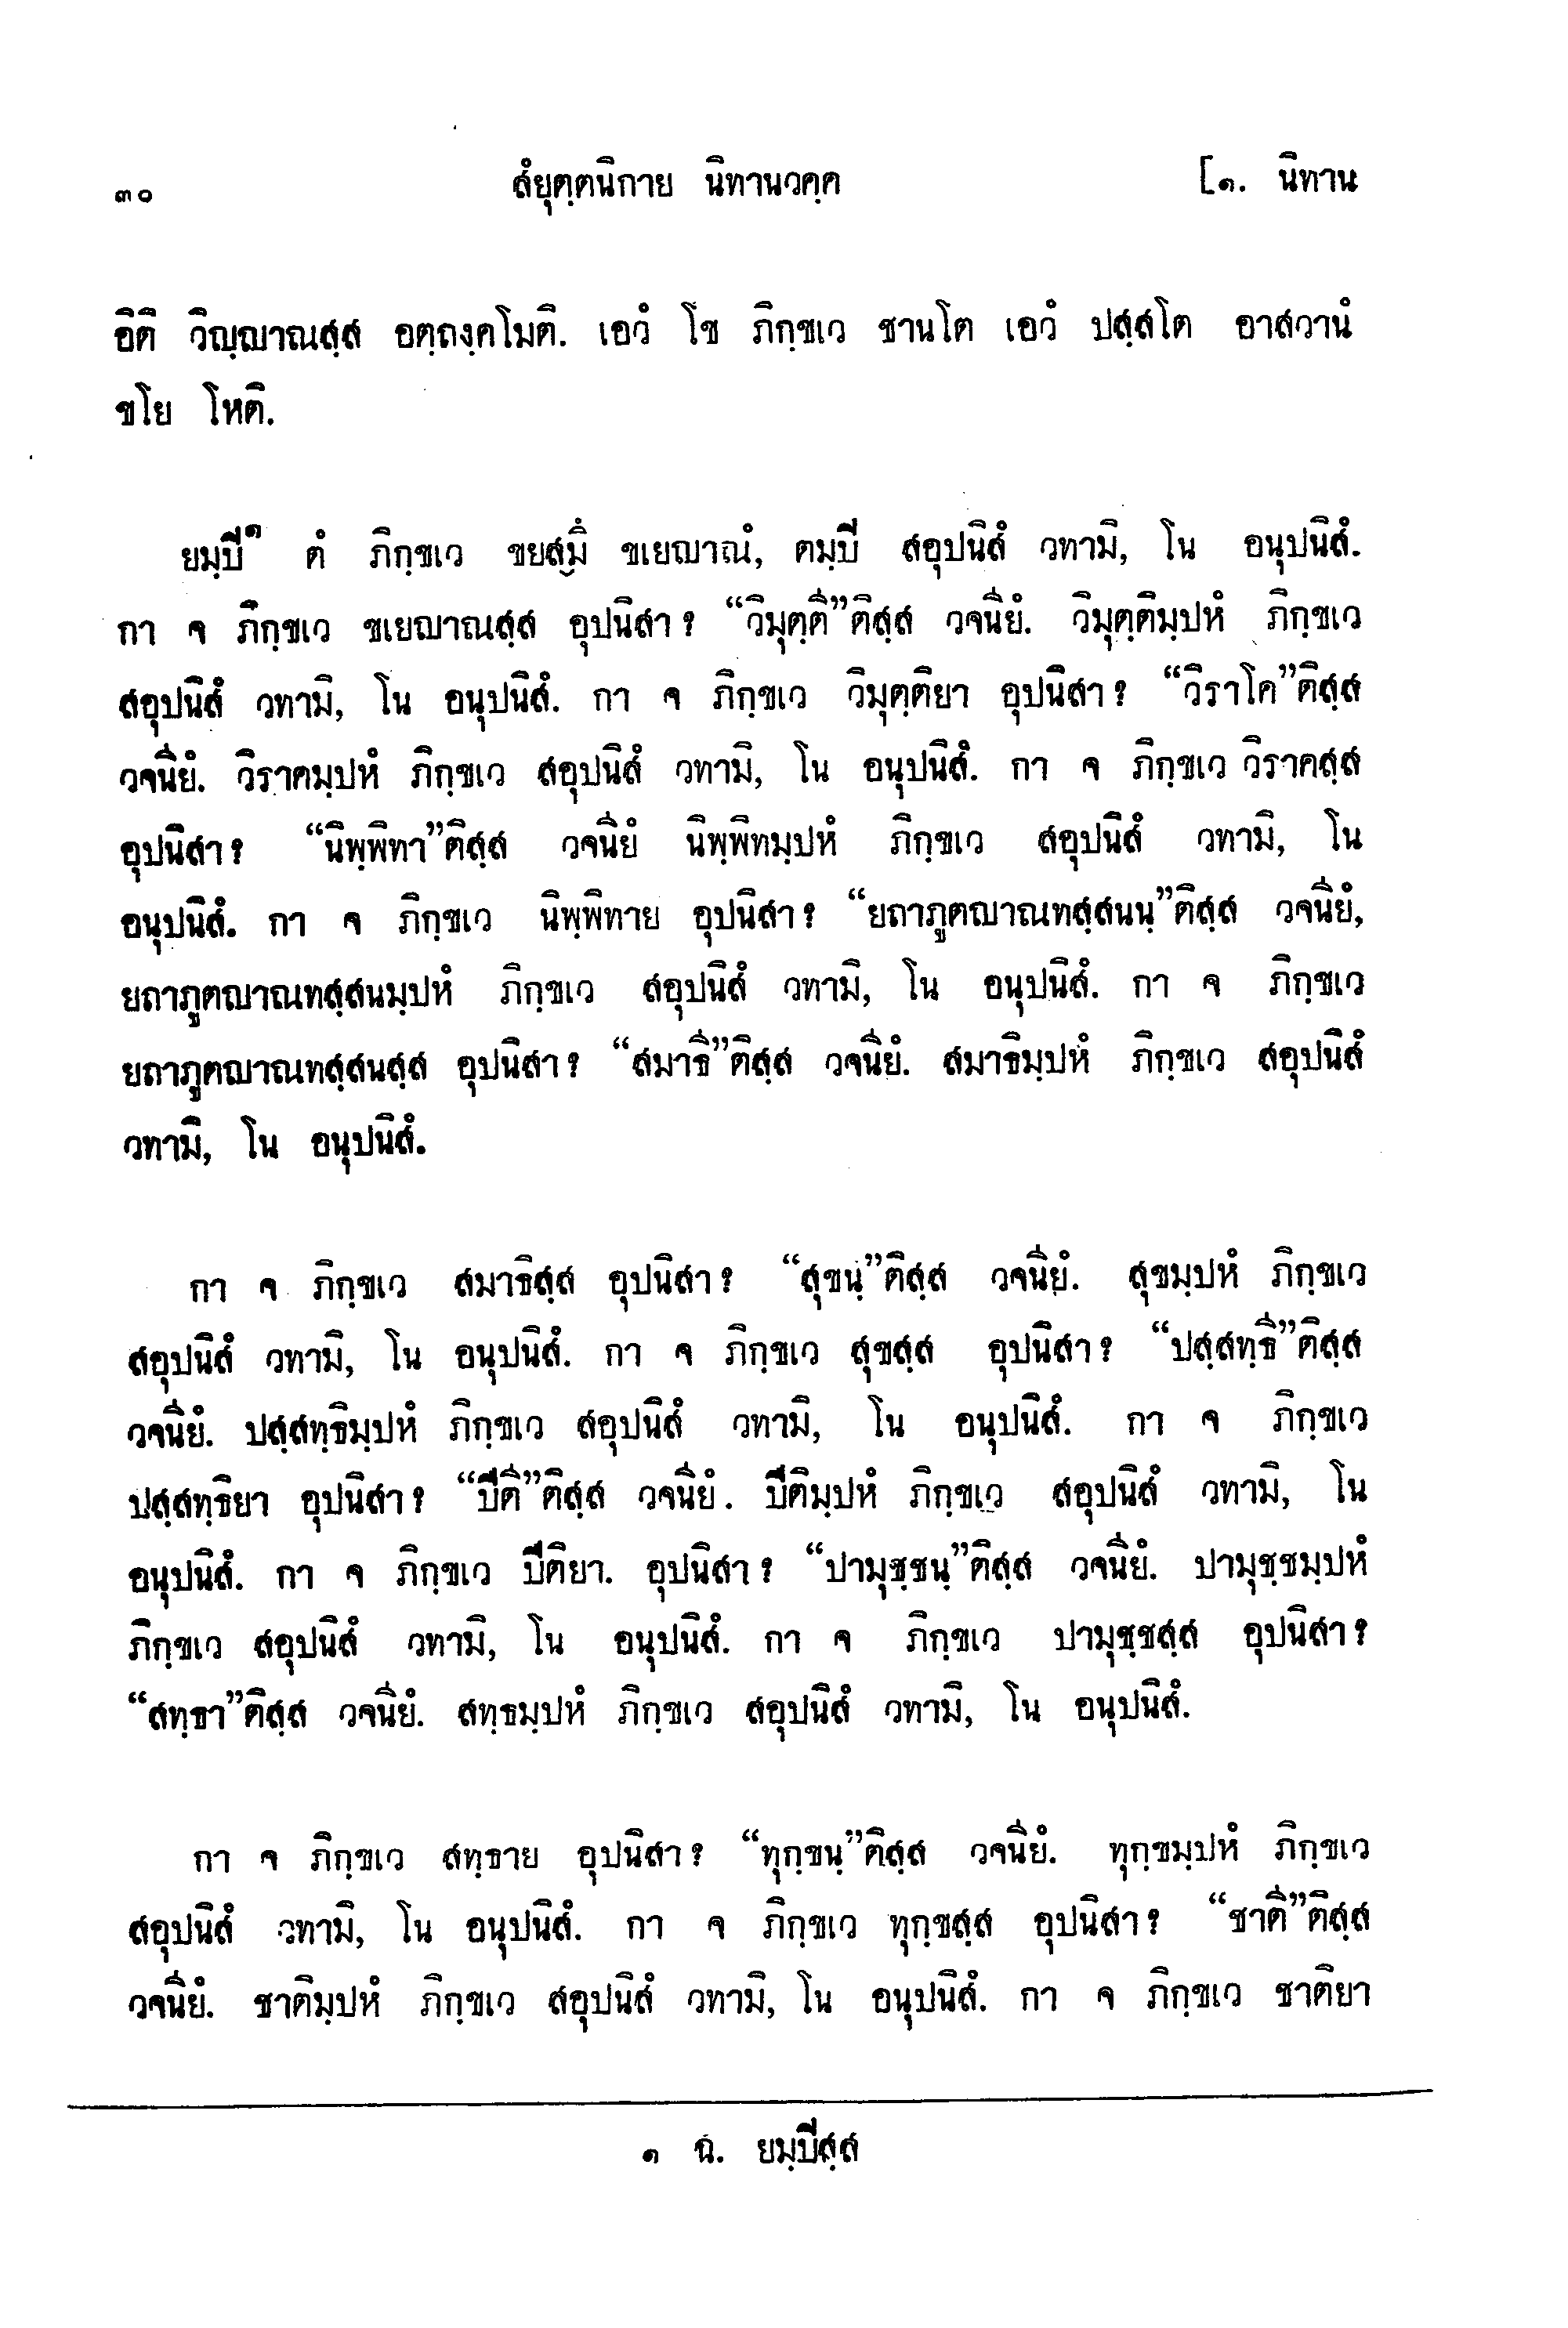 ๓๐ สํยุตฺตนิกาย นิทานวคฺค [๑. นิทาน
อิติ วิญฺญาณสฺส อตฺถงฺคโมติ. เอวํ โข ภิกฺขเว ชานโต เอวํ ปสฺสโต อาสวานํ
ขโย โหติ.
ยมฺปี๑ ตํ ภิกฺขเว ขยสฺมึ ขเยญาณํ, ตมฺปี สอุปนิสํ วทามิ, โน อนุปนิสํ.
กา จ ภิกฺขเว ขเยญาณสฺส อุปนิสา? “วิมุตฺตี”ติสฺส วจนียํ. วิมุตฺติมฺปหํ ภิกฺขเว
สอุปนิสํ วทามิ, โน อนุปนิสํ. กา จ ภิกฺขเว วิมุตฺติยา อุปนิสา? “วิราโค”ติสฺส
วจนียํ. วิราคมฺปหํ ภิกฺขเว สอุปนิสํ วทามิ, โน อนุปนิสํ. กา จ ภิกฺขเว วิราคสฺส
อุปนิสา? “นิพฺพิทา”ติสฺส วจนียํ นิพฺพิทมฺปหํ ภิกฺขเว สอุปนิสํ วทามิ, โน
อนุปนิสํ. กา จ ภิกฺขเว นิพฺพิทาย อุปนิสา? “ยถาภูตญาณทสฺสนนฺ”ติสฺส วจนียํ,
ยถาภูตญาณทสฺสนมฺปหํ ภิกฺขเว สอุปนิสํ วทามิ, โน อนุปนิสํ. กา จ ภิกฺขเว
ยถาภูตญาณทสฺสนสฺส อุปนิสา? “สมาธี”ติสฺส วจนียํ. สมาธิมฺปหํ ภิกฺขเว สอุปนิสํ
วทามิ, โน อนุปนิสํ.
กา จ ภิกฺขเว สมาธิสฺส อุปนิสา? “สุขนฺ”ติสฺส วจนียํ. สุขมฺปหํ ภิกฺขเว
สอุปนิสํ วทามิ, โน อนุปนิสํ. กา จ ภิกฺขเว สุขสฺส อุปนิสา? “ปสฺสทฺธี”ติสฺส
วจนียํ. ปสฺสทฺธิมฺปหํ ภิกฺขเว สอุปนิสํ วทามิ, โน อนุปนิสํ. กา จ ภิกฺขเว
ปสฺสทฺธิยา อุปนิสา? “ปีตี”ติสฺส วจนียํ. ปีติมฺปหํ ภิกฺขเว สอุปนิสํ วทามิ, โน
อนุปนิสํ. กา จ ภิกฺขเว ปีติยา. อุปนิสา? “ปามุชฺชนฺ”ติสฺส วจนียํ. ปามุชฺชมฺปหํ
ภิกฺขเว สอุปนิสํ วทามิ, โน อนุปนิสํ. กา จ ภิกฺขเว ปามุชฺชสฺส อุปนิสา?
“สทฺธา”ติสฺส วจนียํ. สทฺธมฺปหํ ภิกฺขเว สอุปนิสํ วทามิ, โน อนุปนิสํ.
กา จ ภิกฺขเว สทฺธาย อุปนิสา? “ทุกฺขนฺ”ติสฺส วจนียํ. ทุกฺขมฺปหํ ภิกฺขเว
สอุปนิสํ วทามิ, โน อนุปนิสํ. กา จ ภิกฺขเว ทุกฺขสฺส อุปนิสา? “ชาตี”ติสฺส
วจนียํ. ชาติมฺปหํ ภิกฺขเว สอุปนิสํ วทามิ, โน อนุปนิสํ. กา จ ภิกฺขเว ชาติยา
๑ ฉ. ยมฺปีสฺส